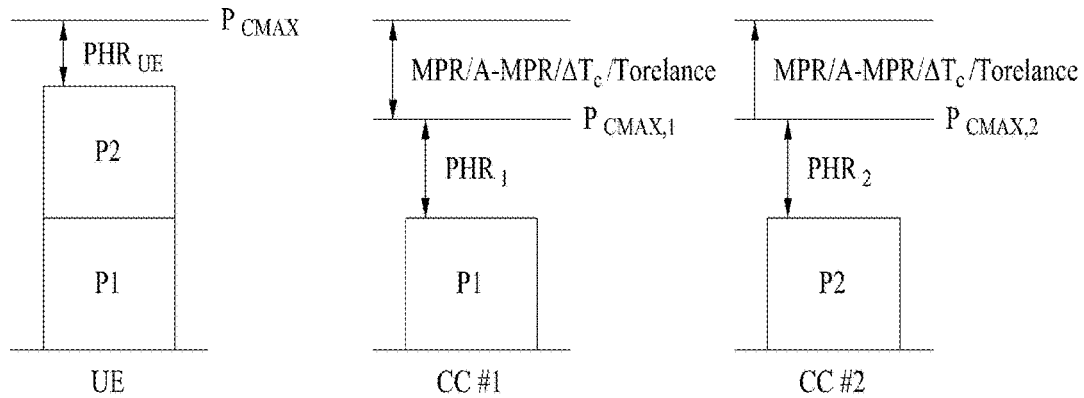 P CMAX
PHR UE
P2
P1
UE
MPR/A-MPR/ΔTc/Torelance
P CMAX,1
PHR 1
P1
CC #1
MPR/A-MPR/ΔTc/Torelance
P CMAX,2
PHR 2
P2
CC #2